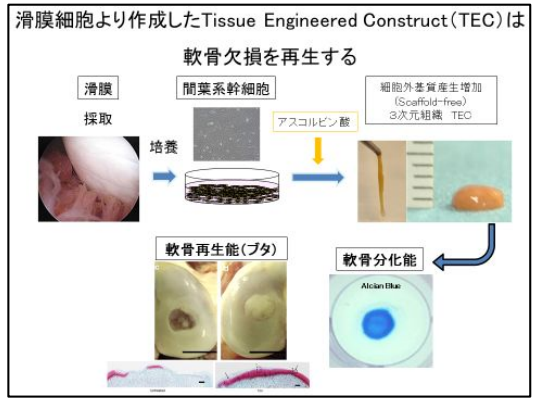 滑膜細胞より作成したTissue Engineered Construct（TEC）は
軟骨欠損を再生する
滑膜
採取
培養
間葉系幹細胞
アスコルビン酸
細胞外基質産生増加
(Scaffold-free)
３次元組織 TEC
軟骨再生能（ブタ）
軟骨分化能
Alcian Blue